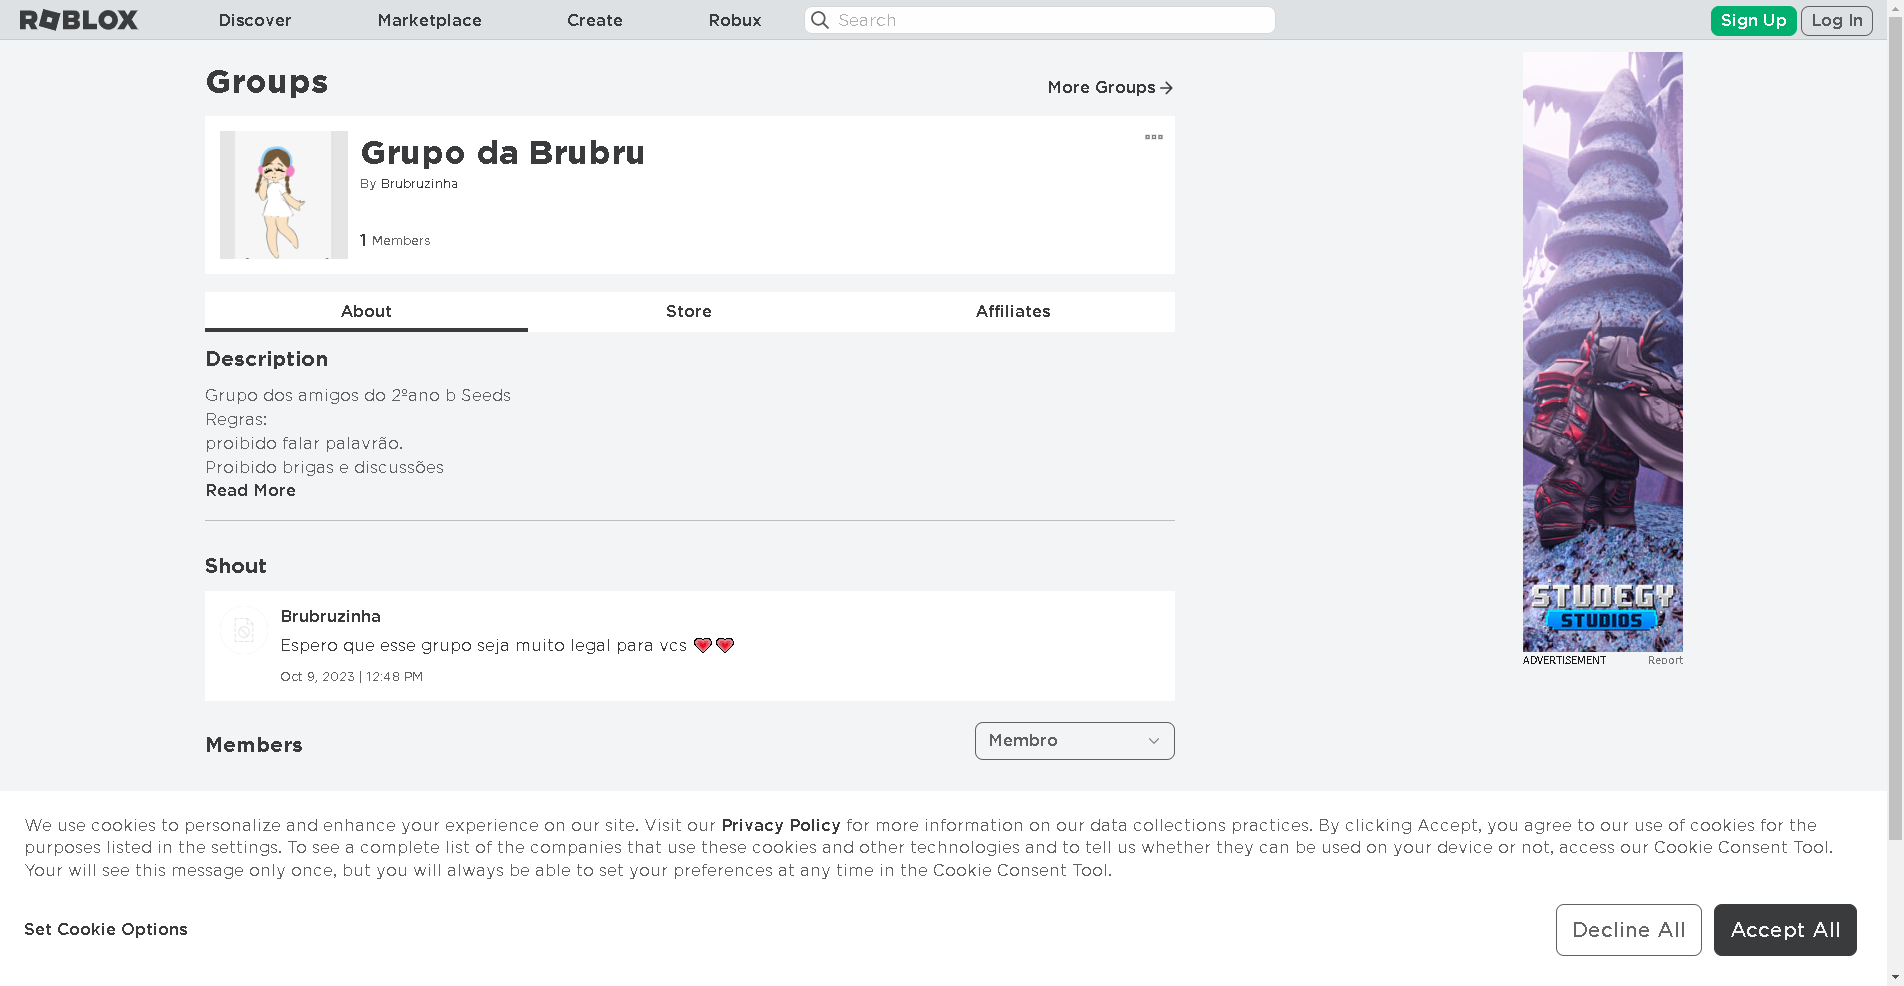 ROBLOX
Discover
Marketplace
Create
Robux
Search
Sign Up
Log In
Groups
More Groups
Grupo da Brubru
By Brubruzinha
1 Members
About
Store
Affiliates
Description
Grupo dos amigos do 2ºano b Seeds
Regras:
proibido falar palavrão.
Proibido brigas e discussões
Read More
Shout
Brubruzinha
Espero que esse grupo seja muito legal para vcs ❤❤
Oct 9, 2023 | 12:48 PM
Members
Membro
STUDEGY
STUDIOS
ADVERTISEMENT
Report
We use cookies to personalize and enhance your experience on our site. Visit our Privacy Policy for more information on our data collections practices. By clicking Accept, you agree to our use of cookies for the
purposes listed in the settings. To see a complete list of the companies that use these cookies and other technologies and to tell us whether they can be used on your device or not, access our Cookie Consent Tool.
Your will see this message only once, but you will always be able to set your preferences at any time in the Cookie Consent Tool.
Set Cookie Options
Decline All
Accept All